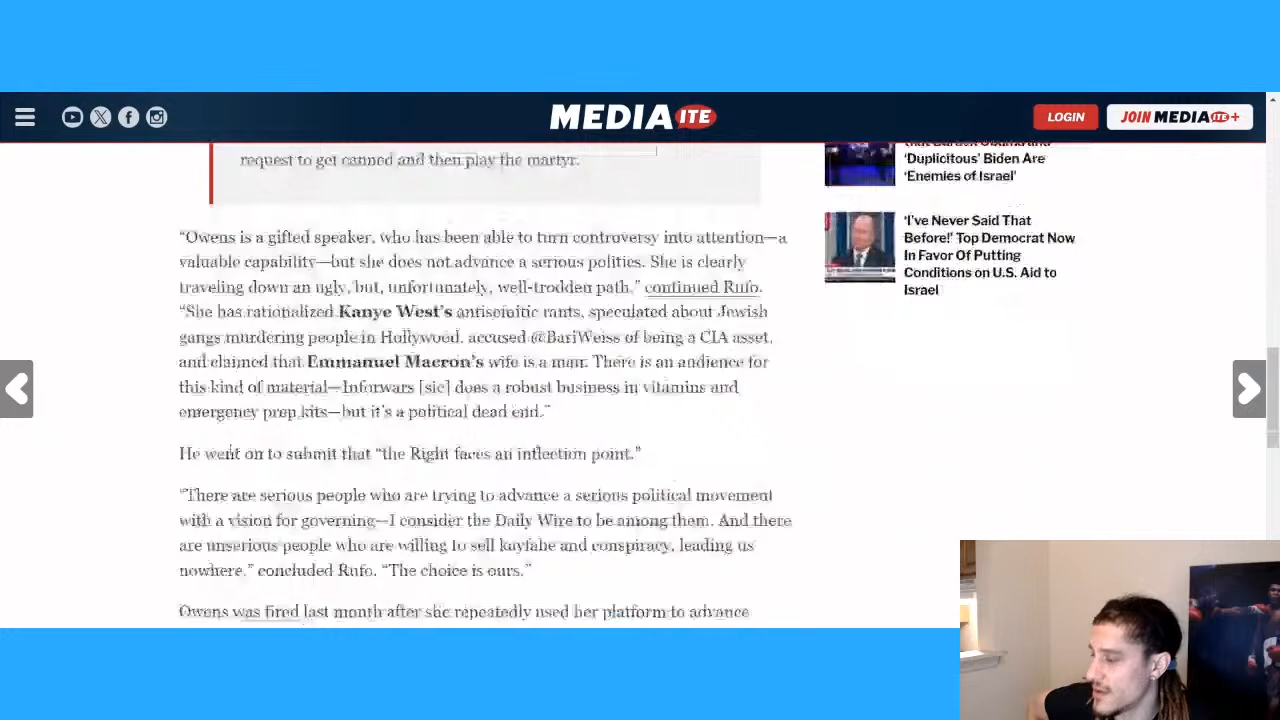 MEDIAITE
LOGIN
JOIN MEDIAITE+
request to get canned and then play the martyr.
'Duplicitous' Biden Are
'Enemies of Israel'
'I've Never Said That
Before!' Top Democrat Now
In Favor Of Putting
Conditions on U.S. Aid to
Israel
“Owens is a gifted speaker, who has been able to turn controversy into attention—a
valuable capability—but she does not advance a serious politics. She is clearly
traveling down an ugly, but, unfortunately, well-trodden path,” continued Rufo.
“She has rationalized Kanye West’s antisemitic rants, speculated about Jewish
gangs murdering people in Hollywood, accused @BariWeiss of being a CIA asset,
and claimed that Emmanuel Macron’s wife is a man. There is an audience for
this kind of material—Inforwars [sic] does a robust business in vitamins and
emergency prep kits—but it’s a political dead end.”
He went on to submit that “the Right faces an inflection point.”
“There are serious people who are trying to advance a serious political movement
with a vision for governing—I consider the Daily Wire to be among them. And there
are unserious people who are willing to sell kayfabe and conspiracy, leading us
nowhere,” concluded Rufo. “The choice is ours.”
Owens was fired last month after she repeatedly used her platform to advance